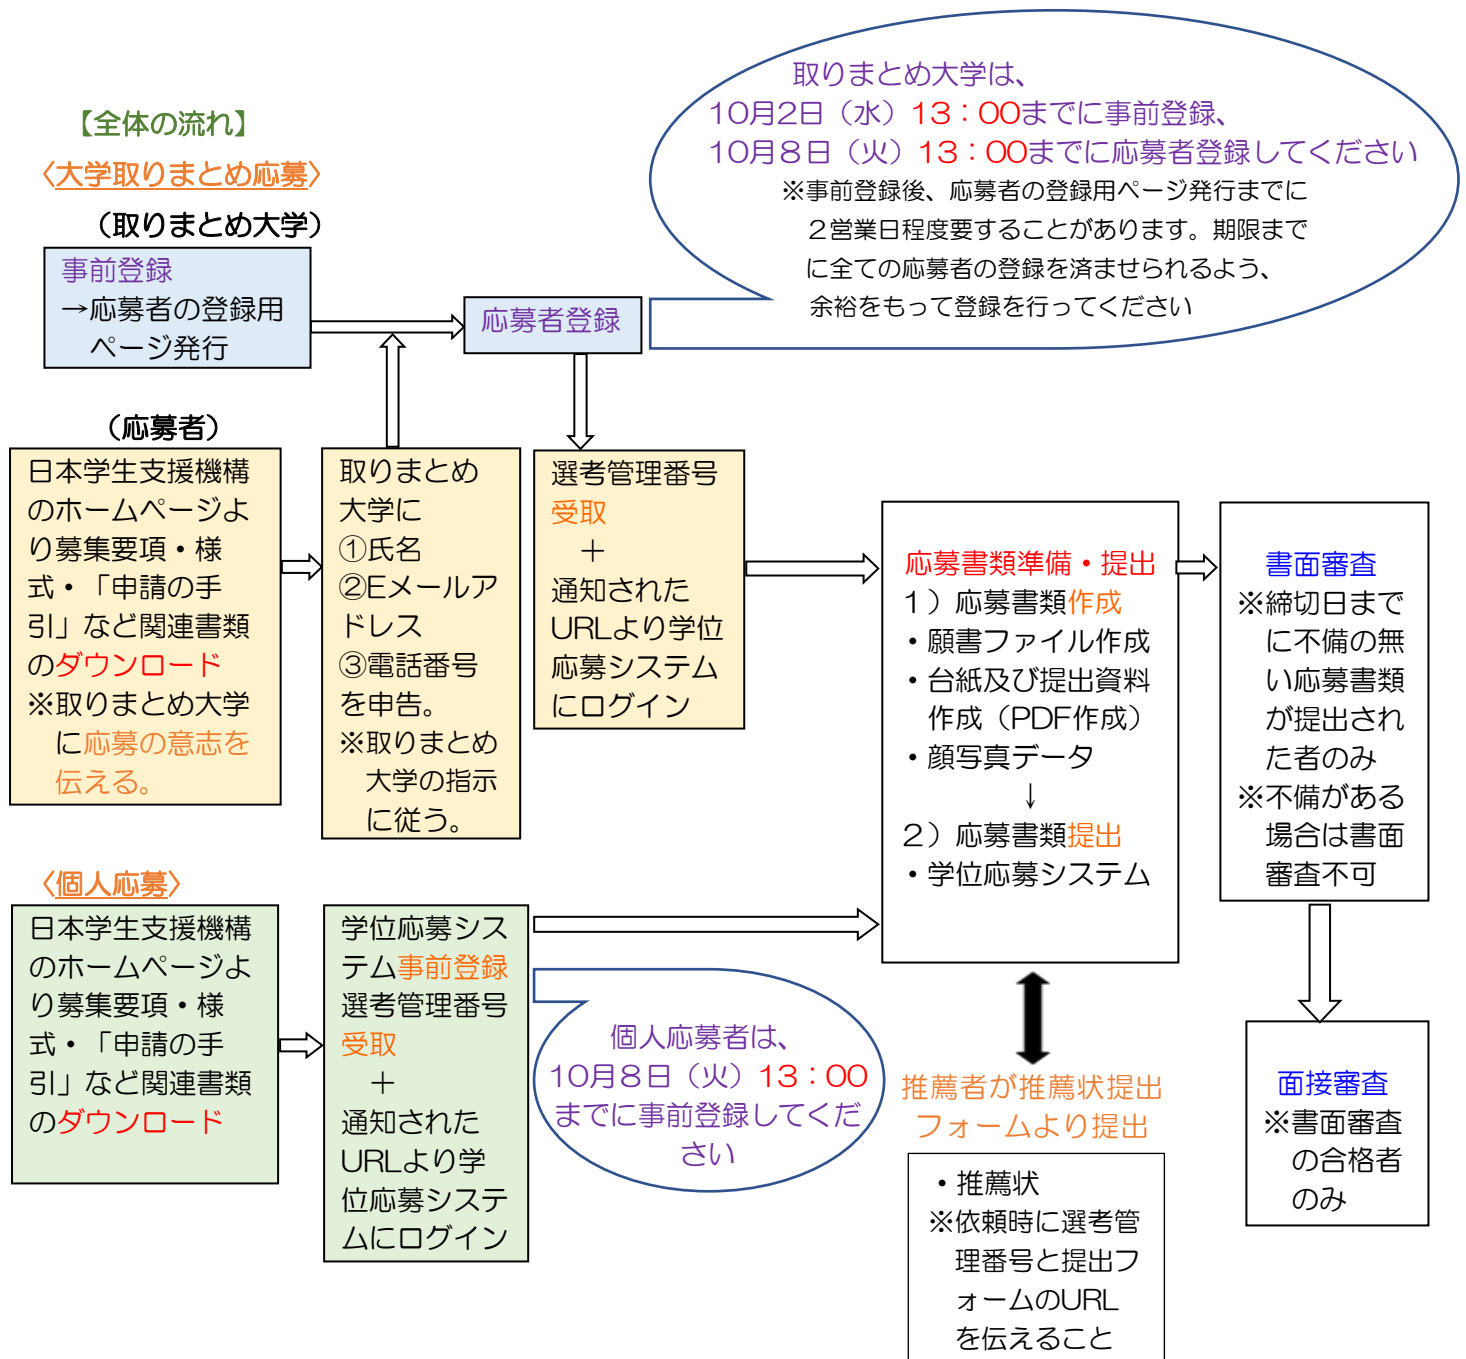 【全体の流れ】
〈大学取りまとめ応募〉
（取りまとめ大学）
事前登録
→応募者の登録用
ページ発行
応募者登録
取りまとめ大学は、
10月2日（水）13：00までに事前登録、
10月８日（火）13：00までに応募者登録してください
※事前登録後、応募者の登録用ページ発行までに
２営業日程度要することがあります。期限まで
に全ての応募者の登録を済ませられるよう、
余裕をもって登録を行ってください
（応募者）
日本学生支援機構
のホームページよ
り募集要項・様
式・「申請の手
引」など関連書類
のダウンロード
※取りまとめ大学
に応募の意志を
伝える。
取りまとめ
大学に
①氏名
②Eメールア
ドレス
③電話番号
を申告。
※取りまとめ
大学の指示
に従う。
選考管理番号
受取
＋
通知された
URLより学位
応募システム
にログイン
応募書類準備・提出
１）応募書類作成
・願書ファイル作成
・台紙及び提出資料
作成（PDF作成）
・顔写真データ
↓
２）応募書類提出
・学位応募システム
書面審査
※締切日まで
に不備の無
い応募書類
が提出され
た者のみ
※不備がある
場合は書面
審査不可
〈個人応募〉
日本学生支援機構
のホームページよ
り募集要項・様
式・「申請の手
引」など関連書類
のダウンロード
学位応募シス
テム事前登録
選考管理番号
受取
＋
通知された
URLより学
位応募システ
ムにログイン
個人応募者は、
10月８日（火）13：00
までに事前登録してくだ
さい
推薦者が推薦状提出
フォームより提出
・推薦状
※依頼時に選考管
理番号と提出フ
ォームのURL
を伝えること
面接審査
※書面審査
の合格者
のみ